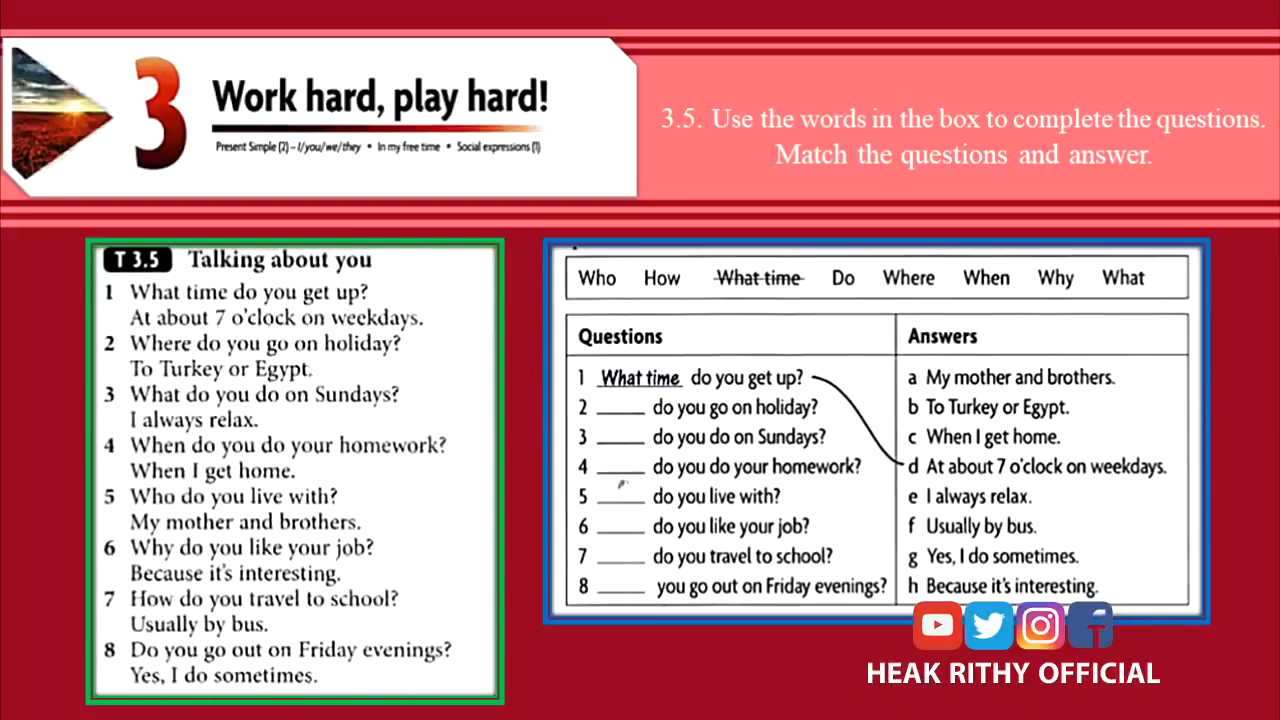 3
Work hard, play hard!
Present Simple (2) – I/you/we/they • In my free time • Social expressions (1)
3.5. Use the words in the box to complete the questions.
Match the questions and answer.
T 3.5 Talking about you
1 What time do you get up?
At about 7 o'clock on weekdays.
2 Where do you go on holiday?
To Turkey or Egypt.
3 What do you do on Sundays?
I always relax.
4 When do you do your homework?
When I get home.
5 Who do you live with?
My mother and brothers.
6 Why do you like your job?
Because it's interesting.
7 How do you travel to school?
Usually by bus.
8 Do you go out on Friday evenings?
Yes, I do sometimes.
Who How What time Do Where When Why What
Questions
1 What time do you get up?
2 _____ do you go on holiday?
3 _____ do you do on Sundays?
4 _____ do you do your homework?
5 _____ do you live with?
6 _____ do you like your job?
7 _____ do you travel to school?
8 _____ you go out on Friday evenings?
Answers
a My mother and brothers.
b To Turkey or Egypt.
c When I get home.
d At about 7 o'clock on weekdays.
e I always relax.
f Usually by bus.
g Yes, I do sometimes.
h Because it's interesting.
HEAK RITHY OFFICIAL